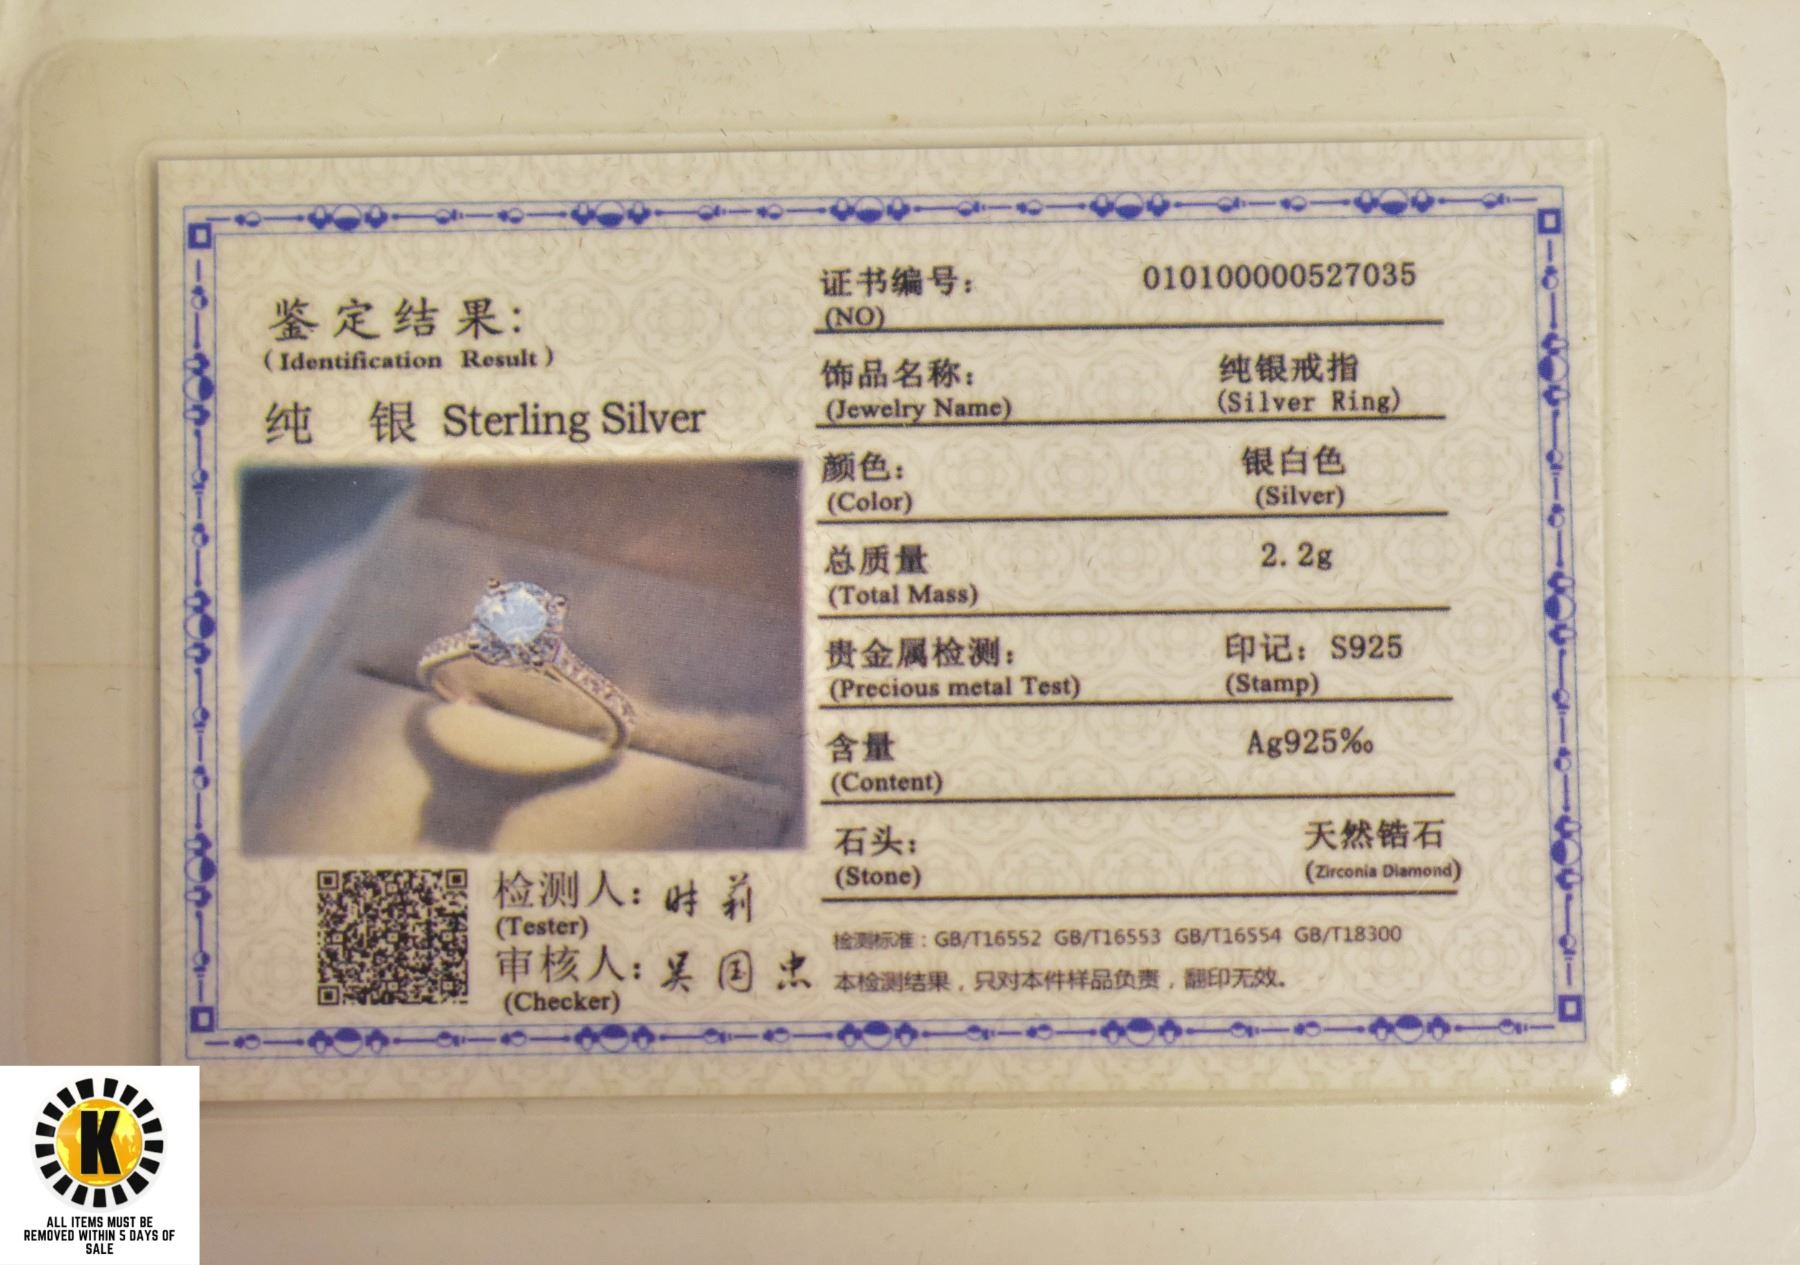 鉴定结果:
(Identification Result)
纯 银 Sterling Silver
检测人: 时莉
(Tester)
审核人: 吴国忠
(Checker)
证书编号: 010100000527035
(NO)
饰品名称: 纯银戒指
(Jewelry Name) (Silver Ring)
颜色: 银白色
(Color) (Silver)
总质量 2.2g
(Total Mass)
贵金属检测: 印记: S925
(Precious metal Test) (Stamp)
含量 Ag925‰
(Content)
石头: 天然锆石
(Stone) (Zirconia Diamond)
检测标准:GB/T16552 GB/T16553 GB/T16554 GB/T18300
本检测结果,只对本件样品负责,翻印无效。
K
ALL ITEMS MUST BE
REMOVED WITHIN 5 DAYS OF
SALE